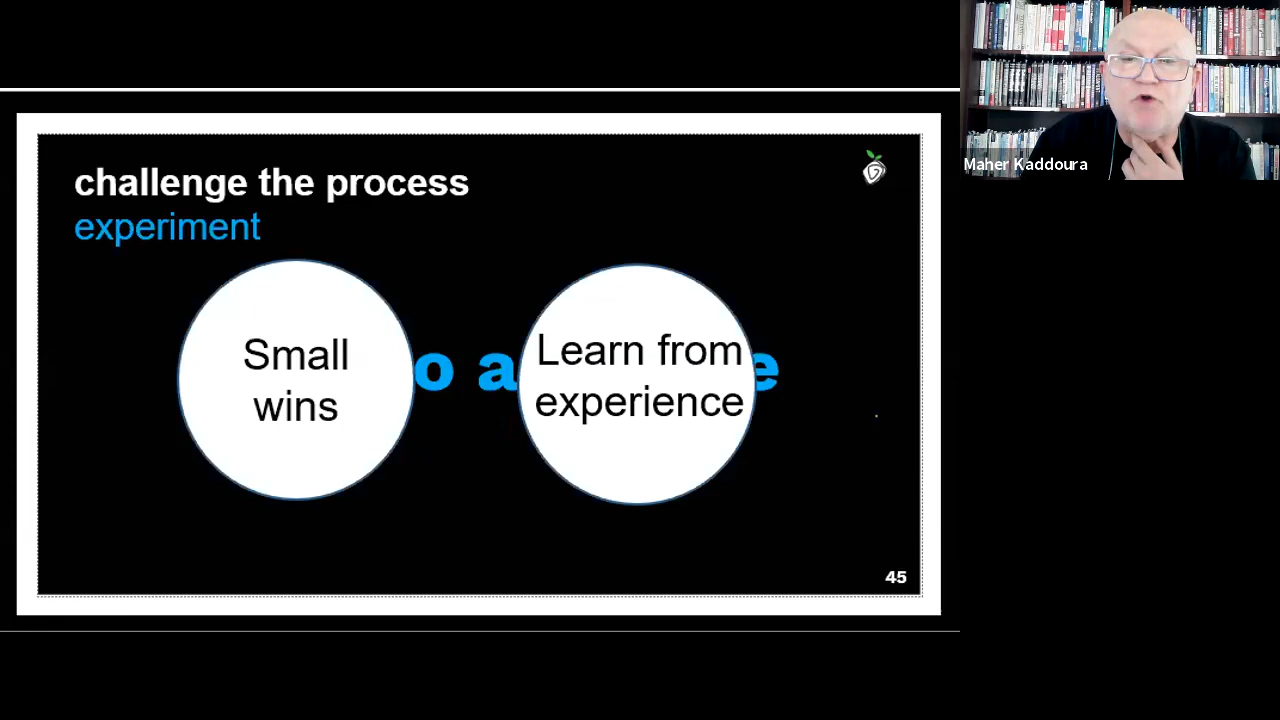 challenge the process
experiment
Small
wins
o a
Learn from
experience
e
45
Maher Kaddoura